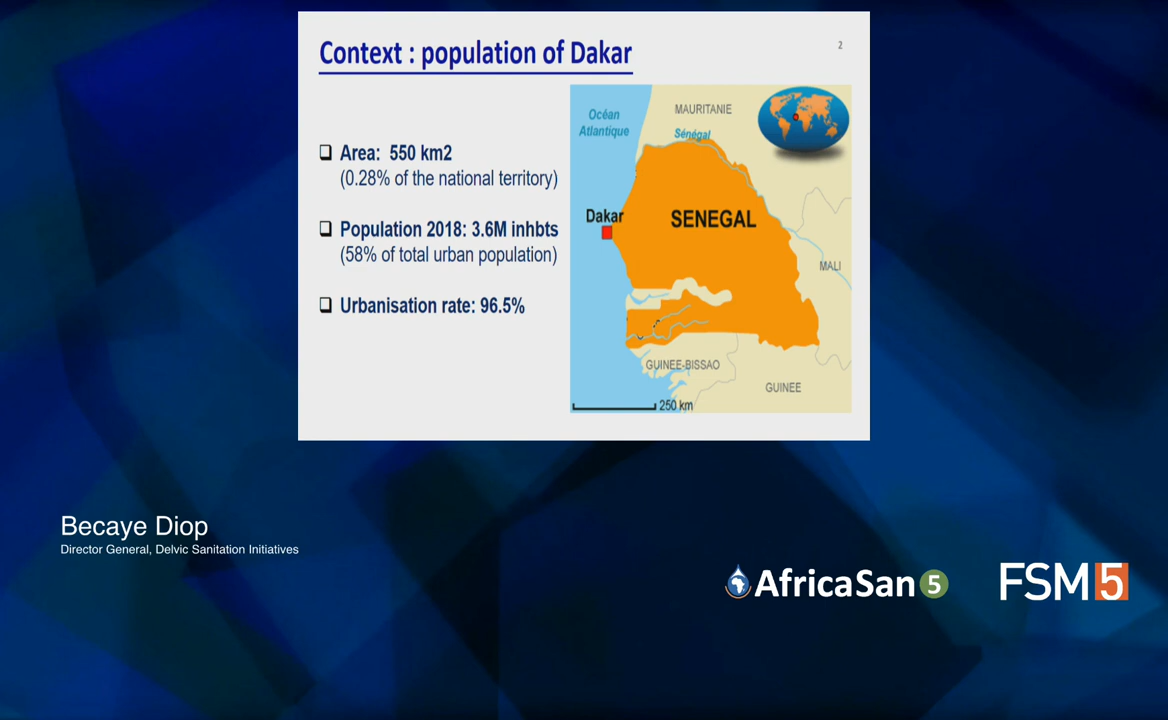 Context : population of Dakar
2
Area: 550 km2
(0.28% of the national territory)
Population 2018: 3.6M inhbts
(58% of total urban population)
Urbanisation rate: 96.5%
Océan
Atlantique
MAURITANIE
Sénégal
Dakar
SENEGAL
MALI
GUINEE-BISSAO
GUINEE
250 km
Becaye Diop
Director General, Delvic Sanitation Initiatives
AfricaSan 5
FSM5